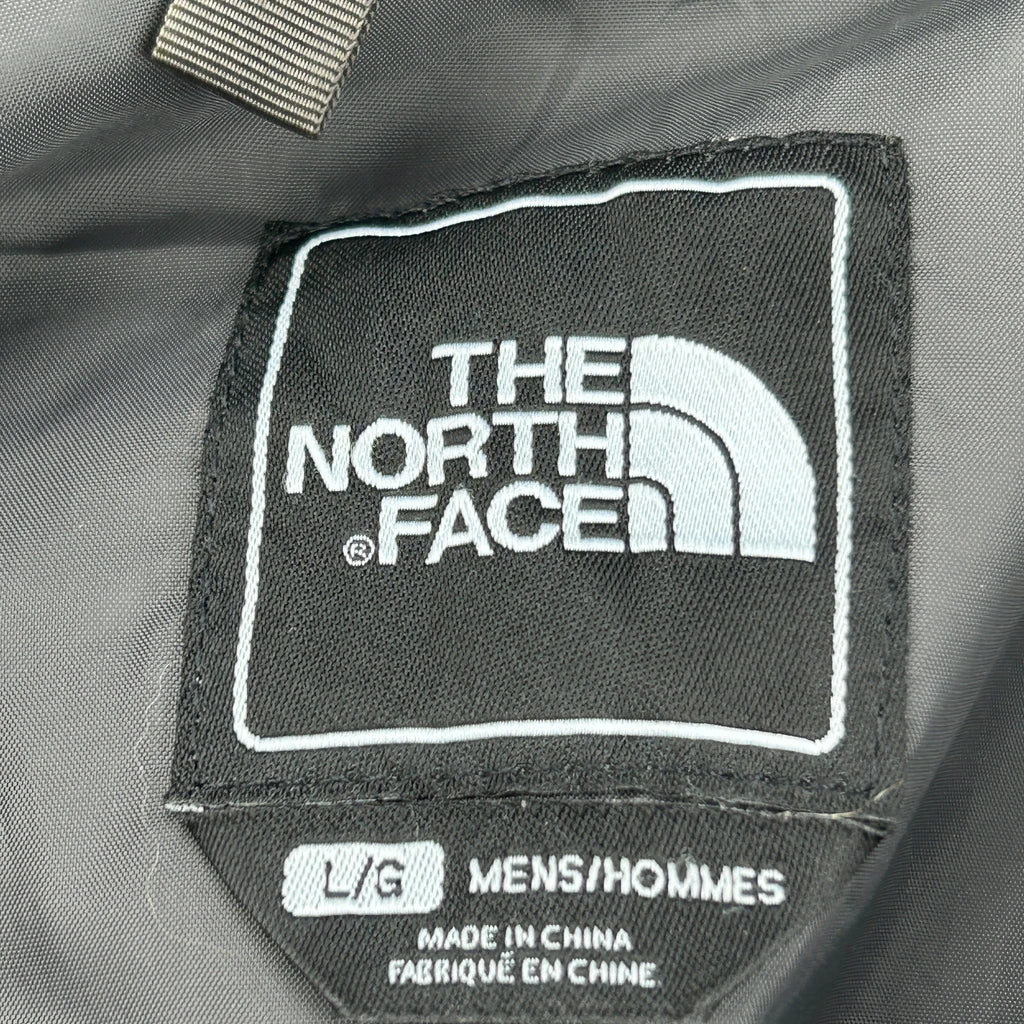 THE
NORTH
®FACE
L/G MENS/HOMMES
MADE IN CHINA
FABRIQUÉ EN CHINE